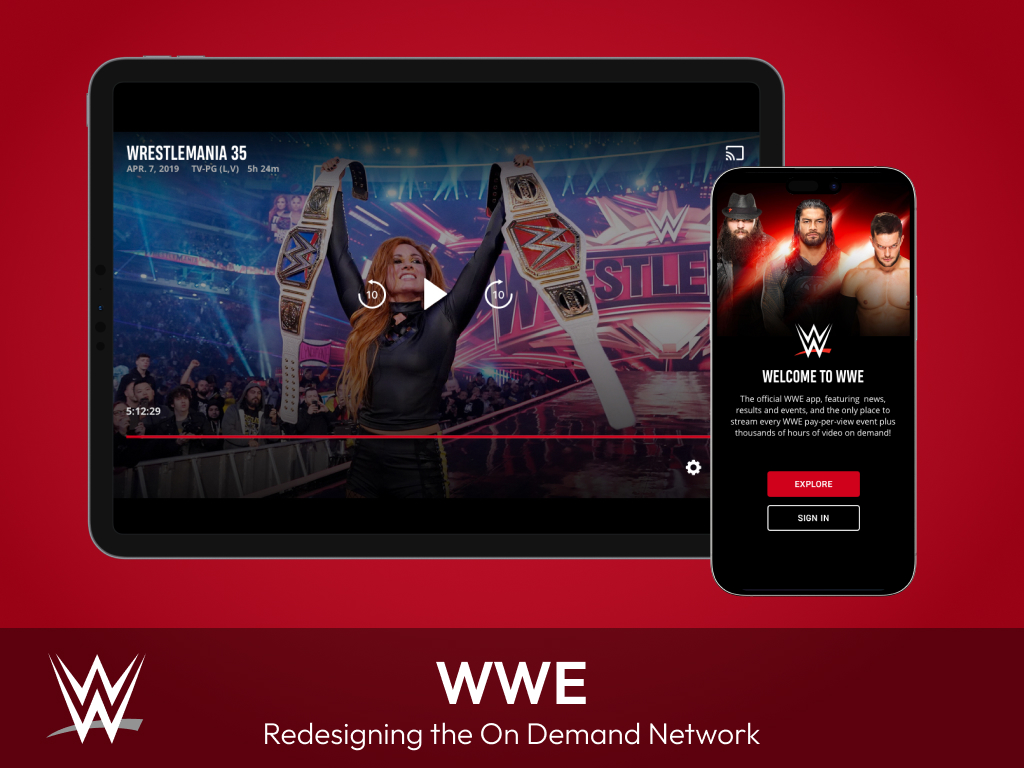 WRESTLEMANIA 35
APR. 7, 2019 TV-PG (L,V) 5h 24m
10
10
WRESTLE
5:12:29
W
WELCOME TO WWE
The official WWE app, featuring news,
results and events, and the only place to
stream every WWE pay-per-view event plus
thousands of hours of video on demand!
EXPLORE
SIGN IN
W
WWE
Redesigning the On Demand Network